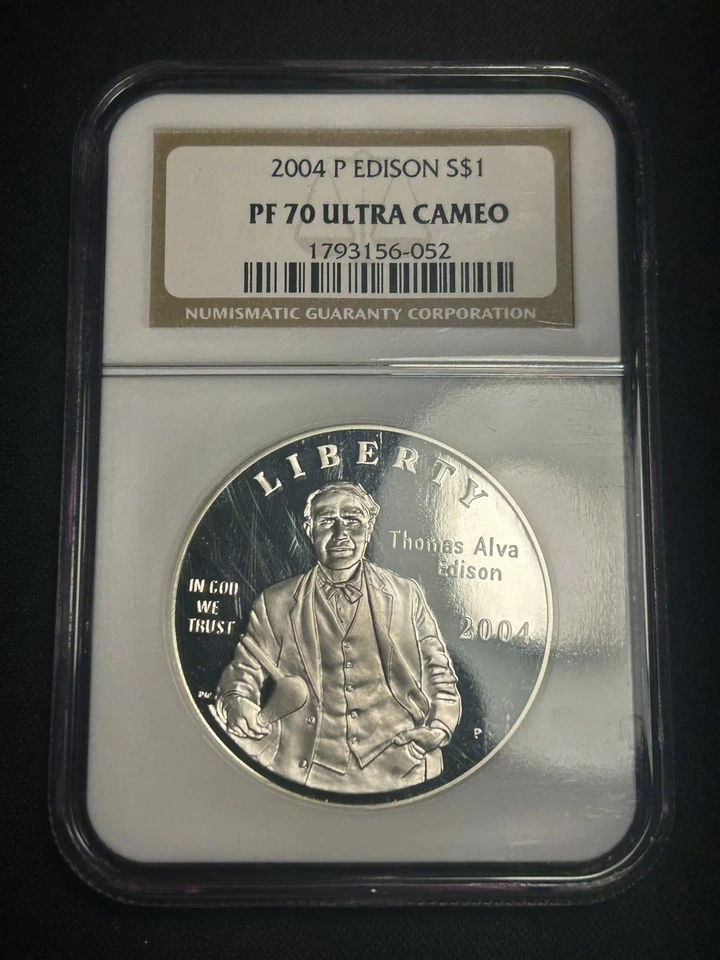 2004 P EDISON S$1
PF 70 ULTRA CAMEO
1793156-052
NUMISMATIC GUARANTY CORPORATION
LIBERTY
Thomas Alva
Edison
IN GOD
WE
TRUST
2004
P